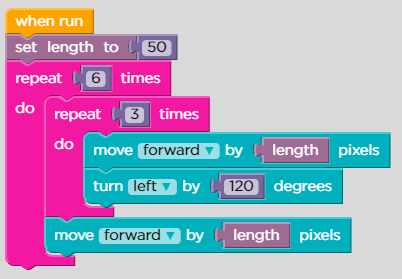 when run
set length to 50
repeat 6 times
do repeat 3 times
do move forward by length pixels
turn left by 120 degrees
move forward by length pixels